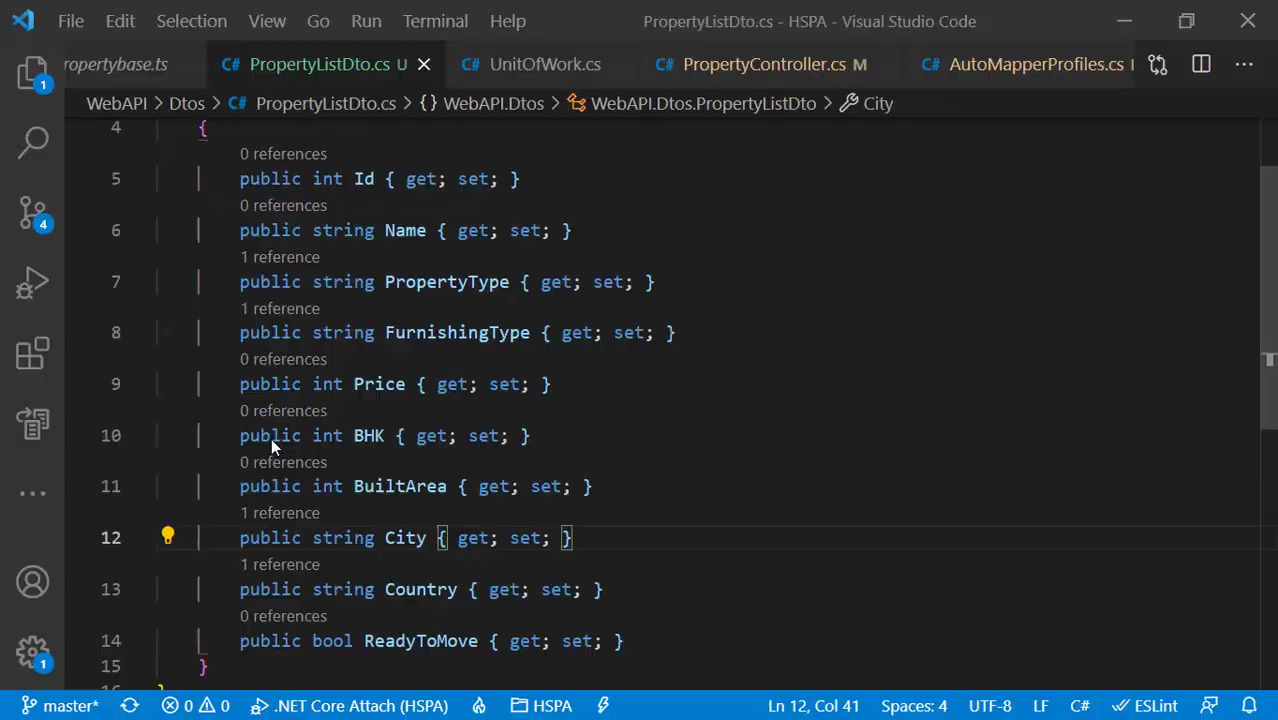 File Edit Selection View Go Run Terminal Help PropertyListDto.cs - HSPA - Visual Studio Code
ropertybase.ts C# PropertyListDto.cs U C# UnitOfWork.cs C# PropertyController.cs M C# AutoMapperProfiles.cs
WebAPI > Dtos > C# PropertyListDto.cs > {} WebAPI.Dtos > WebAPI.Dtos.PropertyListDto > City
4 {
0 references
5 public int Id { get; set; }
0 references
6 public string Name { get; set; }
1 reference
7 public string PropertyType { get; set; }
1 reference
8 public string FurnishingType { get; set; }
0 references
9 public int Price { get; set; }
0 references
10 public int BHK { get; set; }
0 references
11 public int BuiltArea { get; set; }
1 reference
12 public string City { get; set; }
1 reference
13 public string Country { get; set; }
0 references
14 public bool ReadyToMove { get; set; }
15 }
1
4
1
master* 0 0 .NET Core Attach (HSPA) HSPA Ln 12, Col 41 Spaces: 4 UTF-8 LF C# ESLint